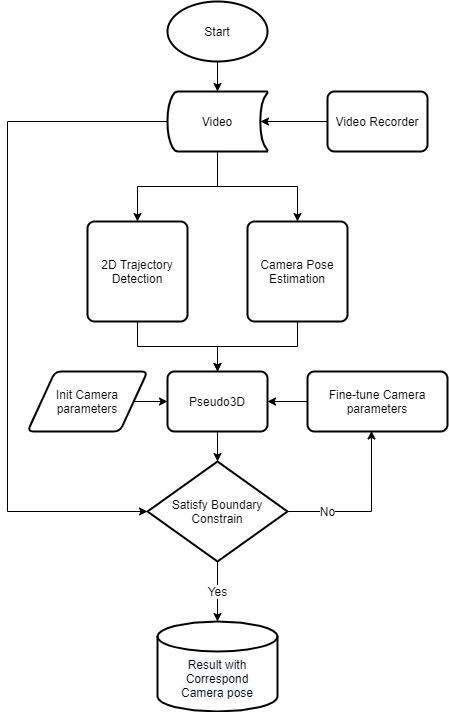 Start
Video
Video Recorder
2D Trajectory
Detection
Camera Pose
Estimation
Init Camera
parameters
Pseudo3D
Fine-tune Camera
parameters
Satisfy Boundary
Constrain
No
Yes
Result with
Correspond
Camera pose